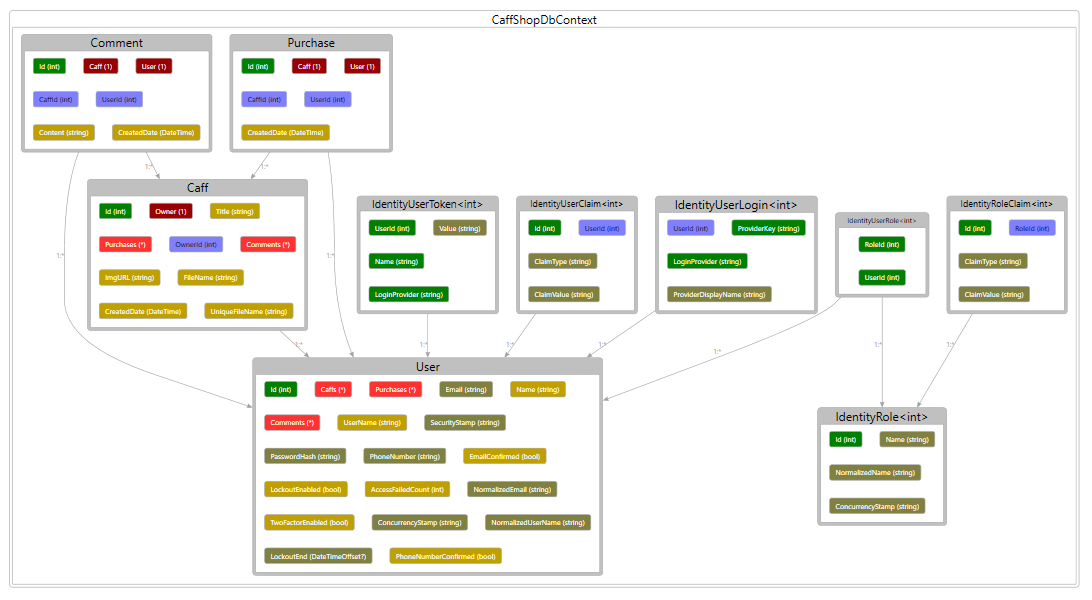 CaffShopDbContext
Comment
Id (int) Caff (1) User (1)
CaffId (int) UserId (int)
Content (string) CreatedDate (DateTime)
Purchase
Id (int) Caff (1) User (1)
CaffId (int) UserId (int)
CreatedDate (DateTime)
1:*
1:*
Caff
Id (int) Owner (1) Title (string)
Purchases (*) OwnerId (int) Comments (*)
ImgURL (string) FileName (string)
CreatedDate (DateTime) UniqueFileName (string)
IdentityUserToken<int>
UserId (int) Value (string)
Name (string)
LoginProvider (string)
IdentityUserClaim<int>
Id (int) UserId (int)
ClaimType (string)
ClaimValue (string)
IdentityUserLogin<int>
UserId (int) ProviderKey (string)
LoginProvider (string)
ProviderDisplayName (string)
IdentityUserRole<int>
RoleId (int)
UserId (int)
IdentityRoleClaim<int>
Id (int) RoleId (int)
ClaimType (string)
ClaimValue (string)
1:*
1:*
1:*
1:*
1:*
1:*
1:*
1:*
1:*
User
Id (int) Caffs (*) Purchases (*) Email (string) Name (string)
Comments (*) UserName (string) SecurityStamp (string)
PasswordHash (string) PhoneNumber (string) EmailConfirmed (bool)
LockoutEnabled (bool) AccessFailedCount (int) NormalizedEmail (string)
TwoFactorEnabled (bool) ConcurrencyStamp (string) NormalizedUserName (string)
LockoutEnd (DateTimeOffset?) PhoneNumberConfirmed (bool)
IdentityRole<int>
Id (int) Name (string)
NormalizedName (string)
ConcurrencyStamp (string)